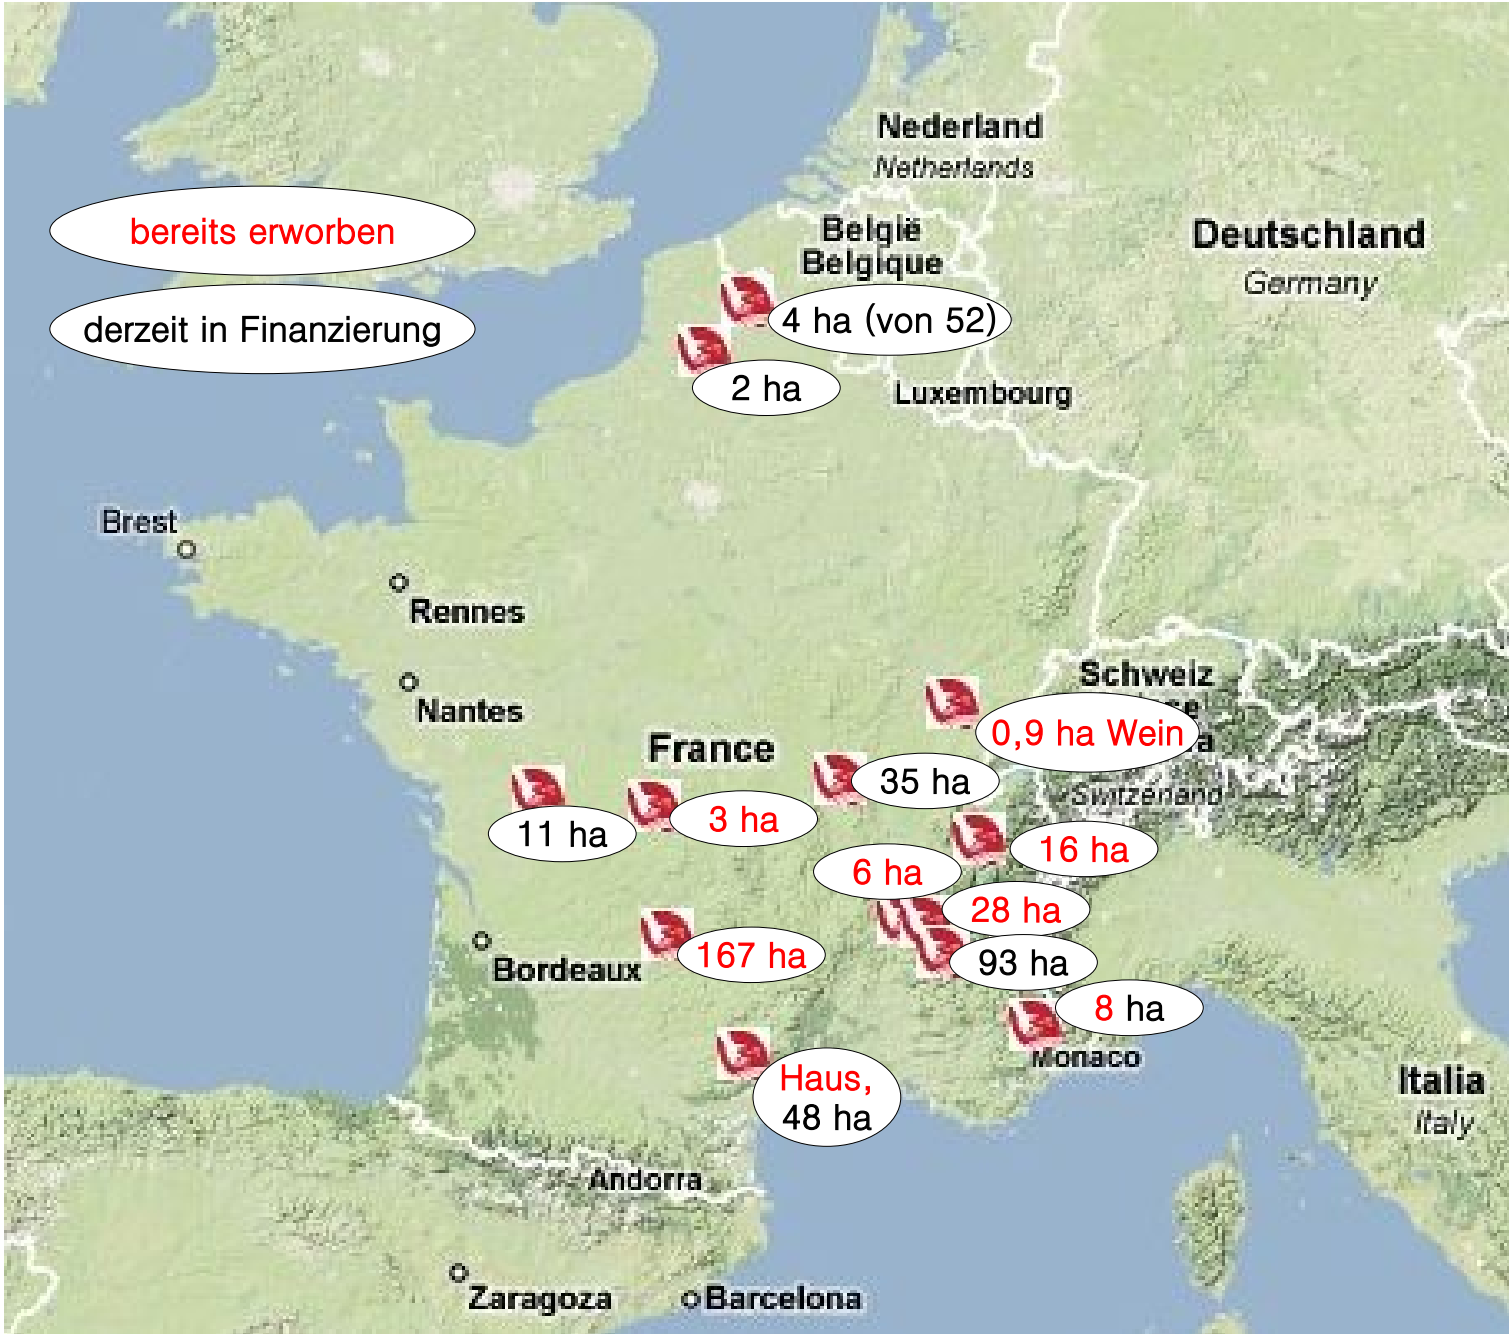 Nederland
Netherlands
bereits erworben
België
Belgique
Deutschland
Germany
derzeit in Finanzierung
4 ha (von 52)
2 ha
Luxembourg
Brest
Rennes
Schweiz
Nantes
0,9 ha Wein
France
35 ha
Switzerland
11 ha
3 ha
16 ha
6 ha
28 ha
Bordeaux
167 ha
93 ha
8 ha
Monaco
Haus,
48 ha
Italia
Italy
Andorra
Zaragoza
Barcelona